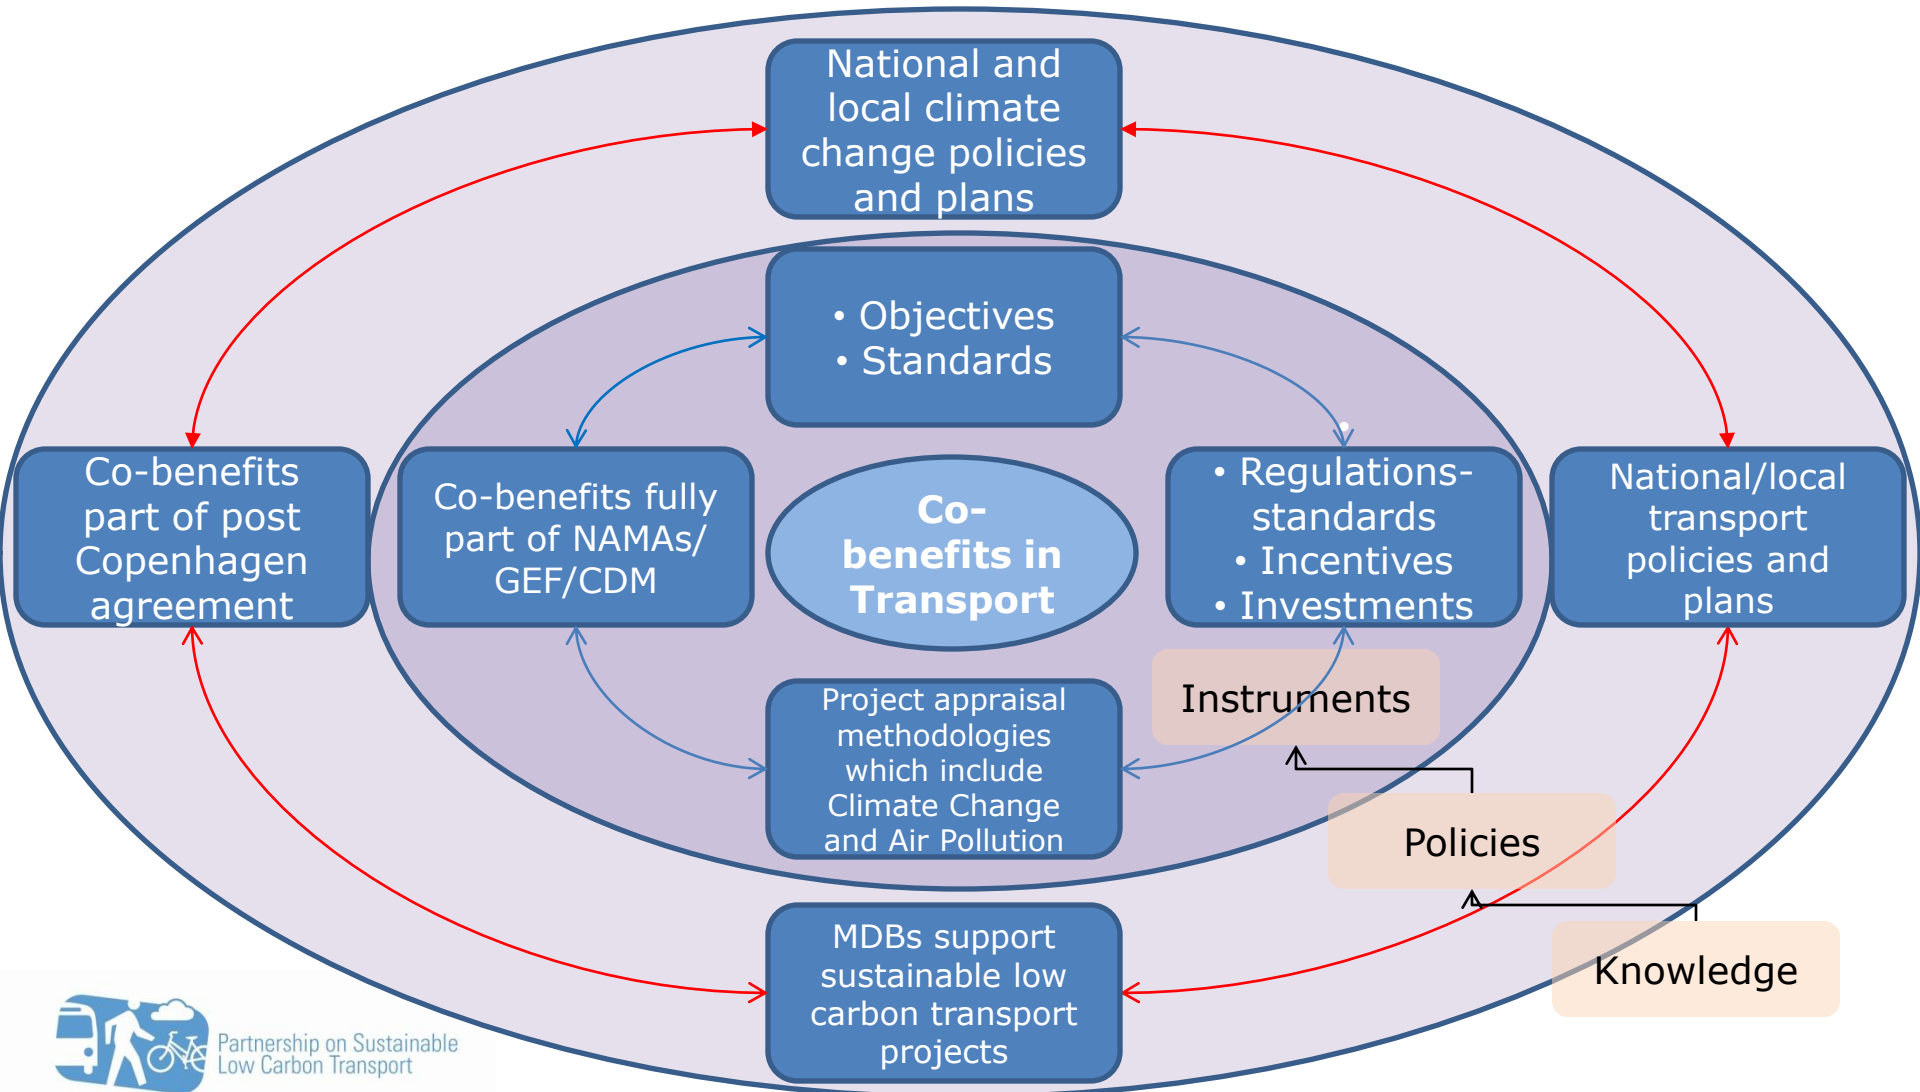 National and
local climate
change policies
and plans
• Objectives
• Standards
Co-benefits
part of post
Copenhagen
agreement
Co-benefits fully
part of NAMAs/
GEF/CDM
Co-
benefits in
Transport
•
• Regulations-
standards
• Incentives
• Investments
National/local
transport
policies and
plans
Project appraisal
methodologies
which include
Climate Change
and Air Pollution
Instruments
Policies
MDBs support
sustainable low
carbon transport
projects
Knowledge
Partnership on Sustainable
Low Carbon Transport